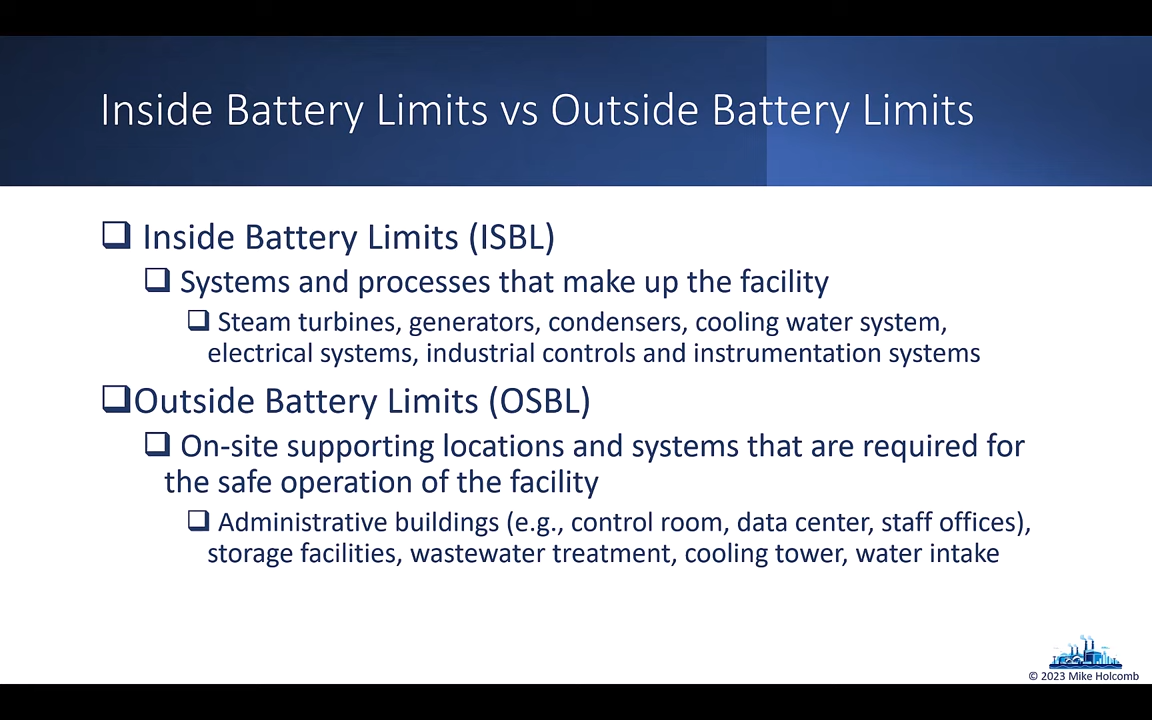 Inside Battery Limits vs Outside Battery Limits
Inside Battery Limits (ISBL)
Systems and processes that make up the facility
Steam turbines, generators, condensers, cooling water system,
electrical systems, industrial controls and instrumentation systems
Outside Battery Limits (OSBL)
On-site supporting locations and systems that are required for
the safe operation of the facility
Administrative buildings (e.g., control room, data center, staff offices),
storage facilities, wastewater treatment, cooling tower, water intake
© 2023 Mike Holcomb